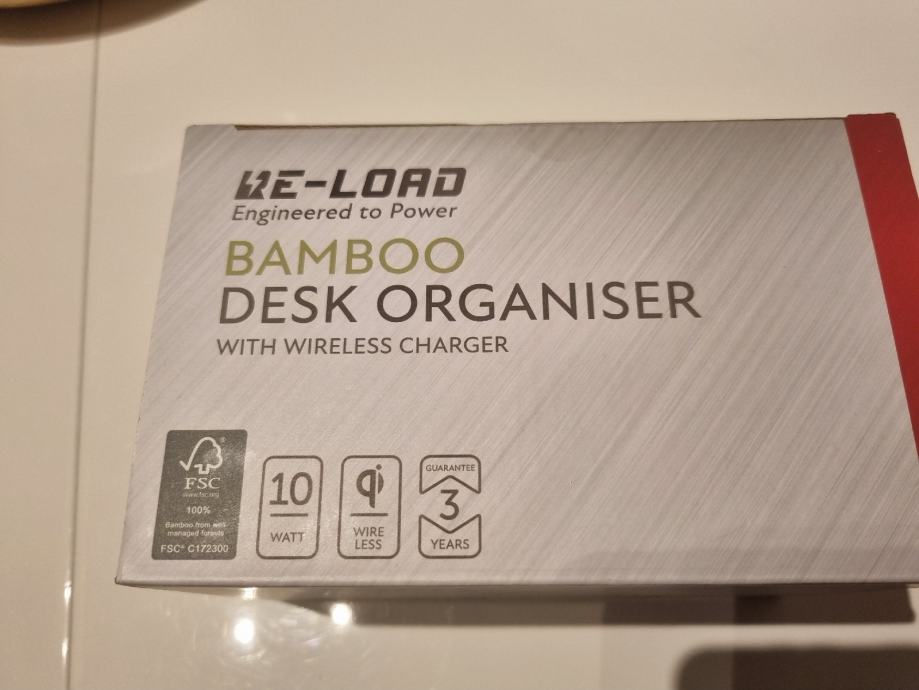 RE-LOAD
Engineered to Power
BAMBOO
DESK ORGANISER
WITH WIRELESS CHARGER
FSC®
www.fsc.org
100%
Bamboo from well
managed forests
FSC® C172300
10
WATT
qi
WIRE
LESS
GUARANTEE
3
YEARS